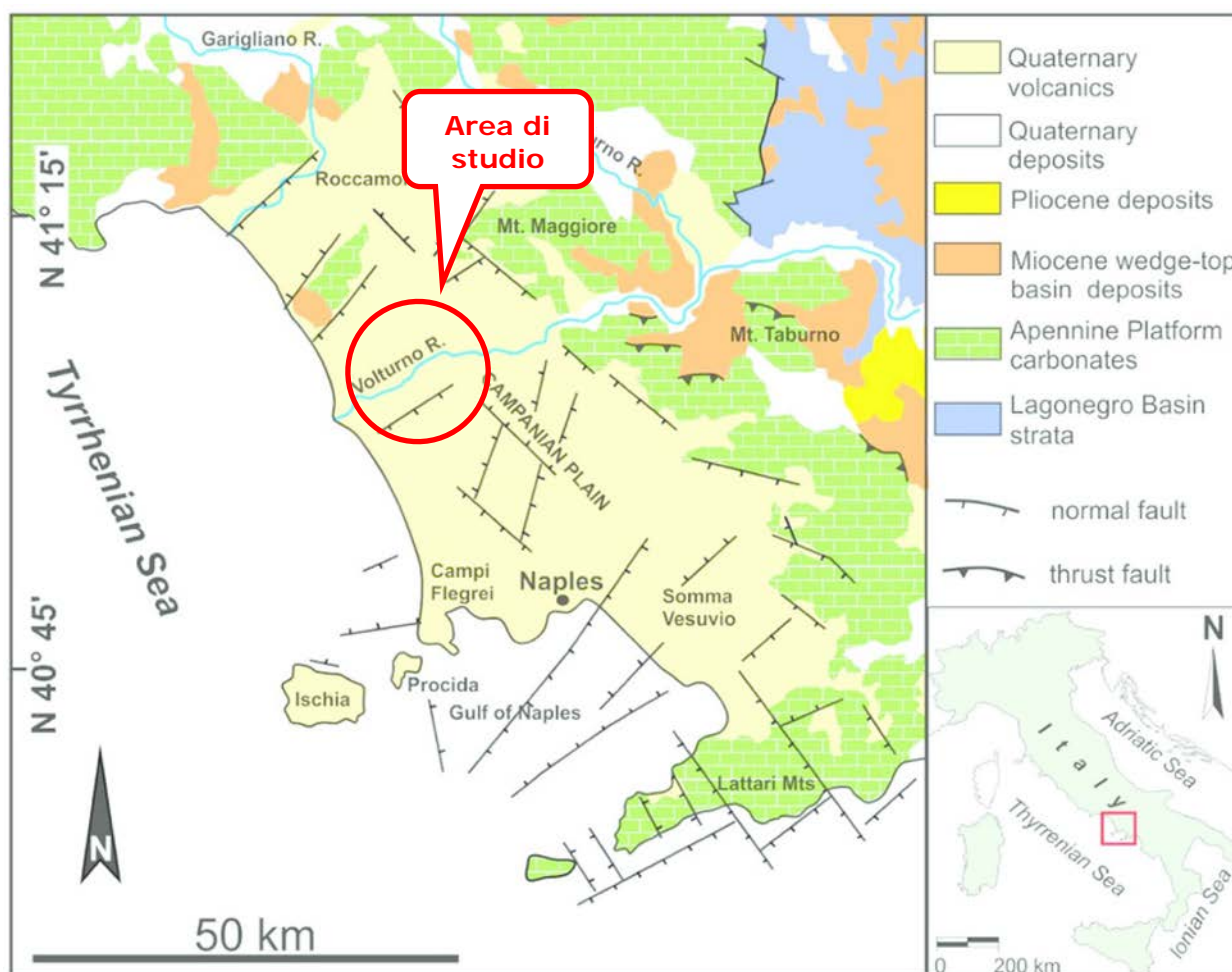 Garigliano R.
Area di
studio
urno R.
Roccamo
Mt. Maggiore
N 41° 15'
Mt. Taburno
Volturno R.
CAMPANIAN PLAIN
Tyrrhenian Sea
Campi
Flegrei
Naples
Somma
Vesuvio
N 40° 45'
Ischia
Procida
Gulf of Naples
Lattari Mts
N
50 km
Quaternary
volcanics
Quaternary
deposits
Pliocene deposits
Miocene wedge-top
basin deposits
Apennine Platform
carbonates
Lagonegro Basin
strata
normal fault
thrust fault
N
Italy
Adriatic Sea
Thyrrenian Sea
Ionian Sea
0 200 km